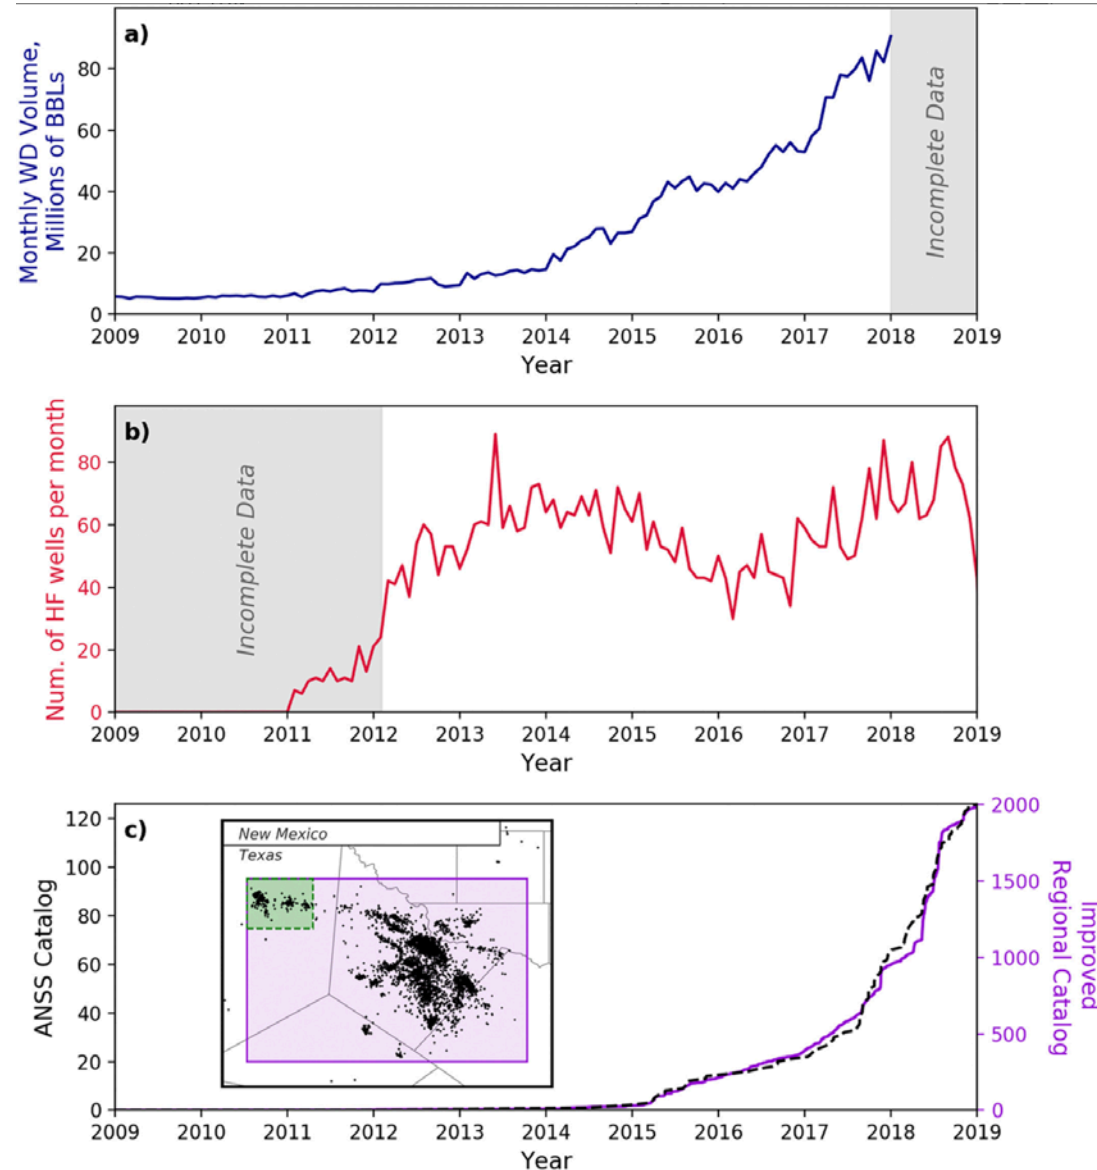 a)
Monthly WD Volume,
Millions of BBLs
80
60
40
20
0
Incomplete Data
2009 2010 2011 2012 2013 2014 2015 2016 2017 2018 2019
Year
b)
Num. of HF wells per month
80
60
40
20
0
Incomplete Data
2009 2010 2011 2012 2013 2014 2015 2016 2017 2018 2019
Year
c)
ANSS Catalog
120
100
80
60
40
20
0
New Mexico
Texas
2000
1500
1000
500
0
Improved
Regional Catalog
2009 2010 2011 2012 2013 2014 2015 2016 2017 2018 2019
Year